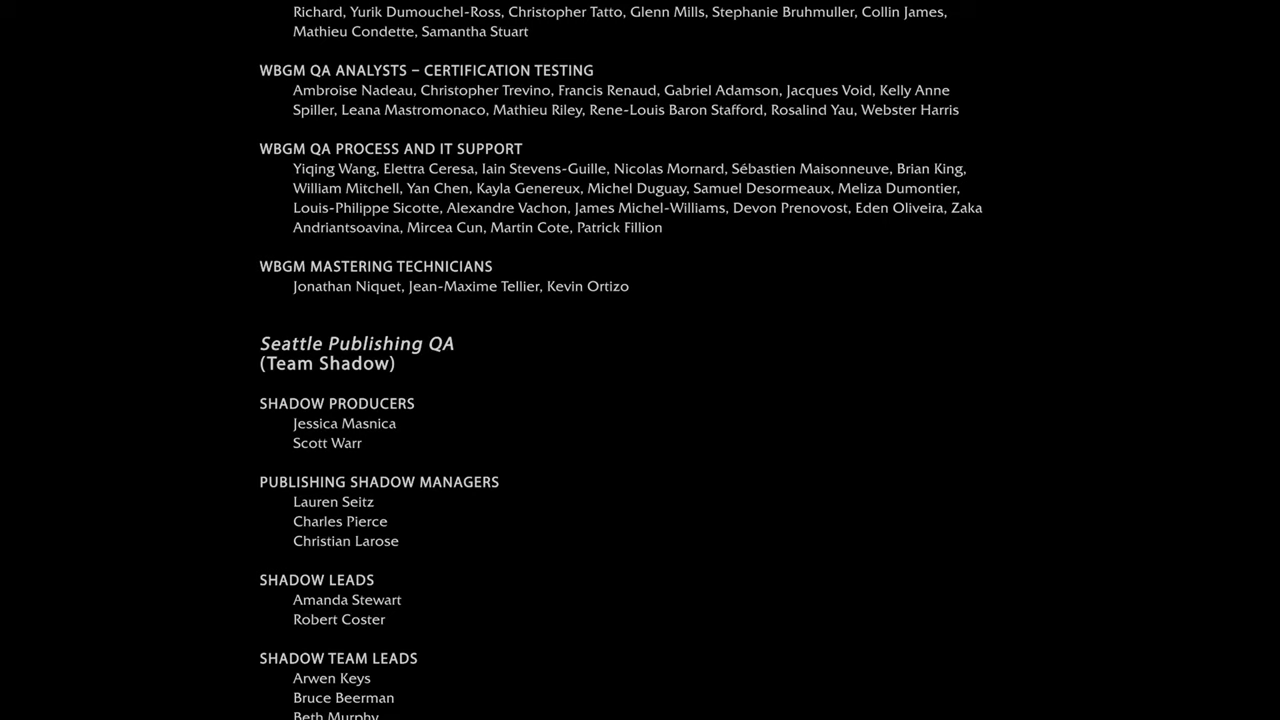 Richard, Yurik Dumouchel-Ross, Christopher Tatto, Glenn Mills, Stephanie Bruhmuller, Collin James,
Mathieu Condette, Samantha Stuart
WBGM QA ANALYSTS – CERTIFICATION TESTING
Ambroise Nadeau, Christopher Trevino, Francis Renaud, Gabriel Adamson, Jacques Void, Kelly Anne
Spiller, Leana Mastromonaco, Mathieu Riley, Rene-Louis Baron Stafford, Rosalind Yau, Webster Harris
WBGM QA PROCESS AND IT SUPPORT
Yiqing Wang, Elettra Ceresa, Iain Stevens-Guille, Nicolas Mornard, Sébastien Maisonneuve, Brian King,
William Mitchell, Yan Chen, Kayla Genereux, Michel Duguay, Samuel Desormeaux, Meliza Dumontier,
Louis-Philippe Sicotte, Alexandre Vachon, James Michel-Williams, Devon Prenovost, Eden Oliveira, Zaka
Andriantsoavina, Mircea Cun, Martin Cote, Patrick Fillion
WBGM MASTERING TECHNICIANS
Jonathan Niquet, Jean-Maxime Tellier, Kevin Ortizo
Seattle Publishing QA
(Team Shadow)
SHADOW PRODUCERS
Jessica Masnica
Scott Warr
PUBLISHING SHADOW MANAGERS
Lauren Seitz
Charles Pierce
Christian Larose
SHADOW LEADS
Amanda Stewart
Robert Coster
SHADOW TEAM LEADS
Arwen Keys
Bruce Beerman
Beth Murphy